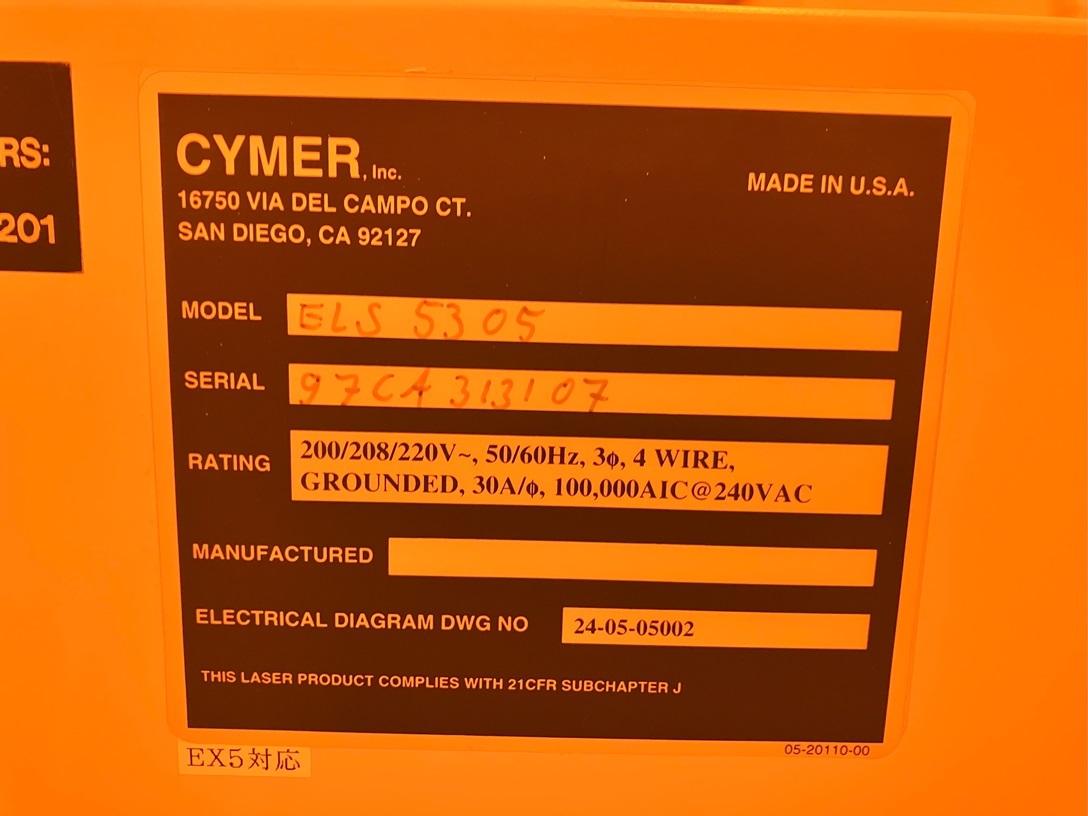 RS:
201
CYMER, Inc.
16750 VIA DEL CAMPO CT.
SAN DIEGO, CA 92127
MADE IN U.S.A.
MODEL ELS 5305
SERIAL 97CA313107
RATING 200/208/220V~, 50/60Hz, 3ϕ, 4 WIRE,
GROUNDED, 30A/ϕ, 100,000AIC@240VAC
MANUFACTURED
ELECTRICAL DIAGRAM DWG NO 24-05-05002
THIS LASER PRODUCT COMPLIES WITH 21CFR SUBCHAPTER J
05-20110-00
EX5対応